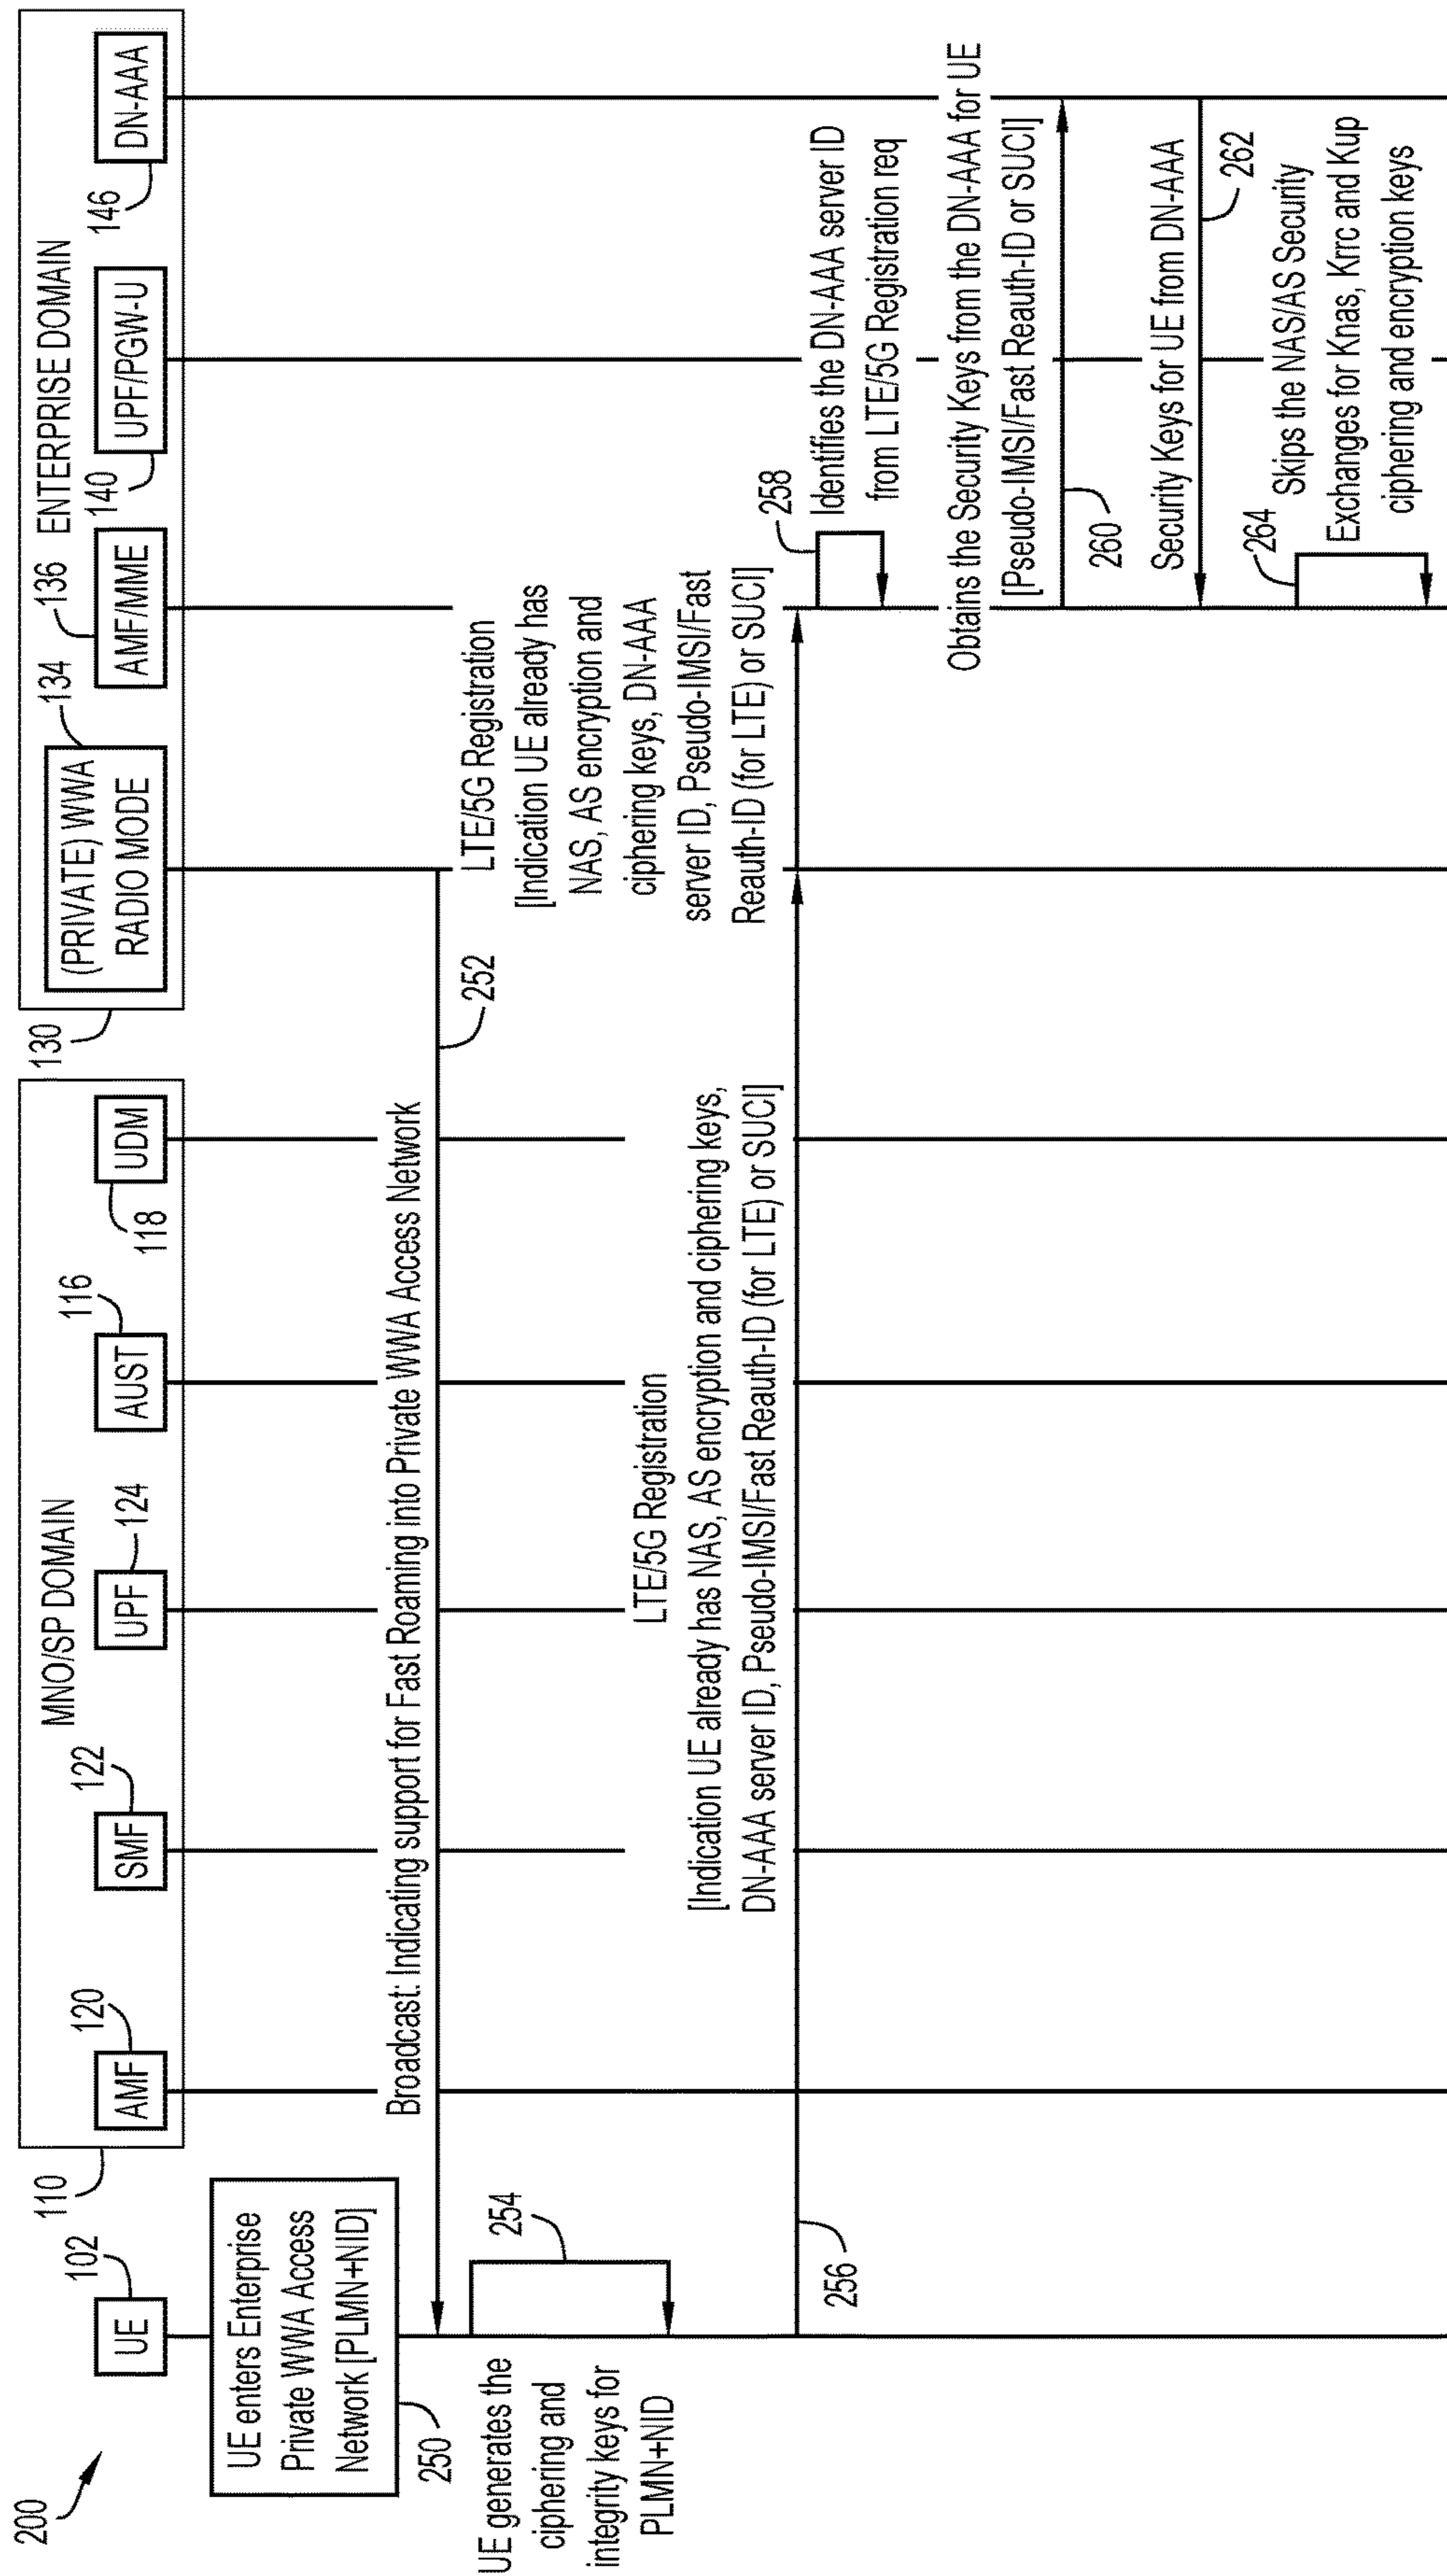 200
UE
102
110
MNO/SP DOMAIN
AMF
120
SMF
122
UPF
124
AUST
116
UDM
118
130
ENTERPRISE DOMAIN
(PRIVATE) WWA
RADIO MODE
134
AMF/MME
136
UPF/PGW-U
140
DN-AAA
146
UE enters Enterprise
Private WWA Access
Network [PLMN+NID]
250
Broadcast: Indicating support for Fast Roaming into Private WWA Access Network
252
UE generates the
ciphering and
integrity keys for
PLMN+NID
254
LTE/5G Registration
[Indication UE already has NAS, AS encryption and ciphering keys,
DN-AAA server ID, Pseudo-IMSI/Fast Reauth-ID (for LTE) or SUCI]
256
LTE/5G Registration
[Indication UE already has
NAS, AS encryption and
ciphering keys, DN-AAA
server ID, Pseudo-IMSI/Fast
Reauth-ID (for LTE) or SUCI]
258
Identifies the DN-AAA server ID
from LTE/5G Registration req
Obtains the Security Keys from the DN-AAA for UE
[Pseudo-IMSI/Fast Reauth-ID or SUCI]
260
Security Keys for UE from DN-AAA
262
264
Skips the NAS/AS Security
Exchanges for Knas, Krrc and Kup
ciphering and encryption keys